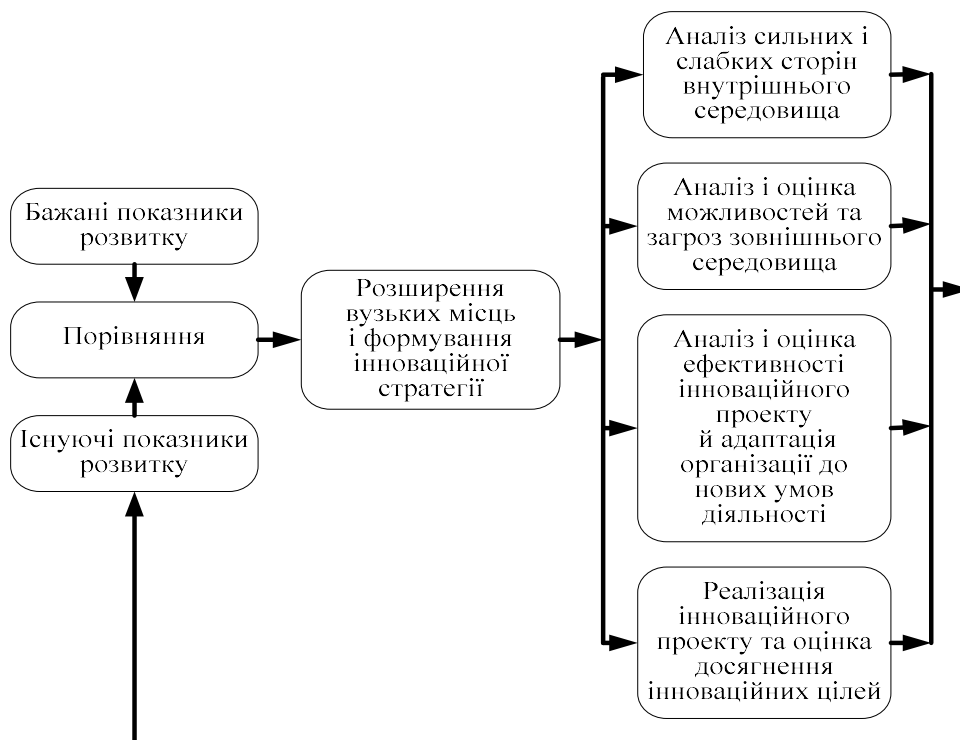 Бажані показники
розвитку
Порівняння
Існуючі показники
розвитку
Розширення
вузьких місць
і формування
інноваційної
стратегії
Аналіз сильних і
слабких сторін
внутрішнього
середовища
Аналіз і оцінка
можливостей та
загроз зовнішнього
середовища
Аналіз і оцінка
ефективності
інноваційного
проекту
й адаптація
організації до
нових умов
діяльності
Реалізація
інноваційного
проекту та оцінка
досягнення
інноваційних цілей